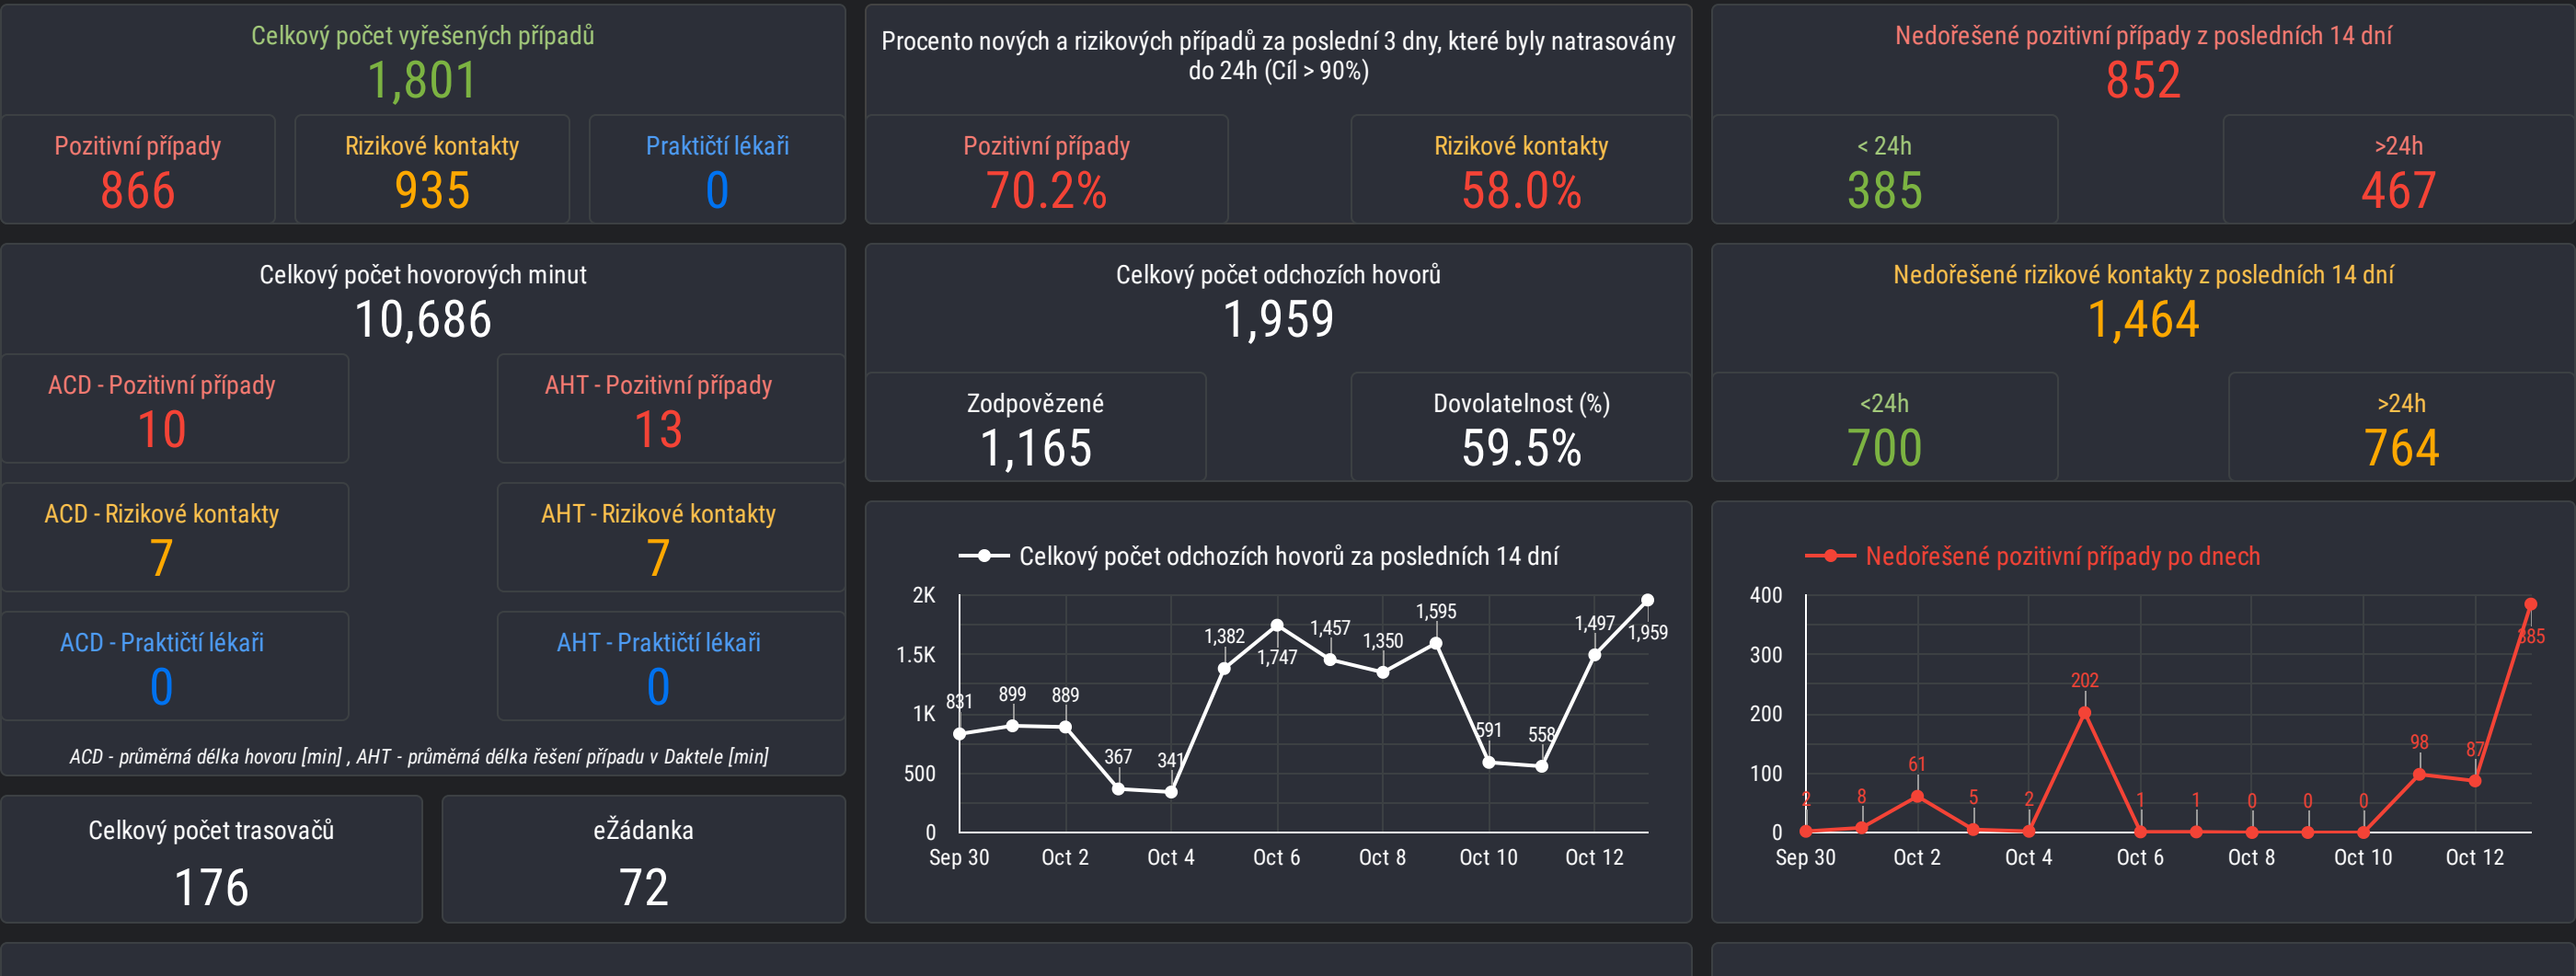 Celkový počet vyřešených případů
1,801
Pozitivní případy
866
Rizikové kontakty
935
Praktičtí lékaři
0
Procento nových a rizikových případů za poslední 3 dny, které byly natrasovány
do 24h (Cíl > 90%)
Pozitivní případy
70.2%
Rizikové kontakty
58.0%
Nedořešené pozitivní případy z posledních 14 dní
852
< 24h
385
>24h
467
Celkový počet hovorových minut
10,686
ACD - Pozitivní případy
10
AHT - Pozitivní případy
13
ACD - Rizikové kontakty
7
AHT - Rizikové kontakty
7
ACD - Praktičtí lékaři
0
AHT - Praktičtí lékaři
0
ACD - průměrná délka hovoru [min] , AHT - průměrná délka řešení případu v Daktele [min]
Celkový počet odchozích hovorů
1,959
Zodpovězené
1,165
Dovolatelnost (%)
59.5%
Nedořešené rizikové kontakty z posledních 14 dní
1,464
<24h
700
>24h
764
Celkový počet trasovačů
176
eŽádanka
72
Celkový počet odchozích hovorů za posledních 14 dní
2K
1.5K
1K
500
0
831
899
889
367
341
1,382
1,747
1,457
1,350
1,595
591
558
1,497
1,959
Sep 30 Oct 2 Oct 4 Oct 6 Oct 8 Oct 10 Oct 12
Nedořešené pozitivní případy po dnech
400
300
200
100
0
2
8
61
5
2
202
1
1
0
0
0
98
87
385
Sep 30 Oct 2 Oct 4 Oct 6 Oct 8 Oct 10 Oct 12